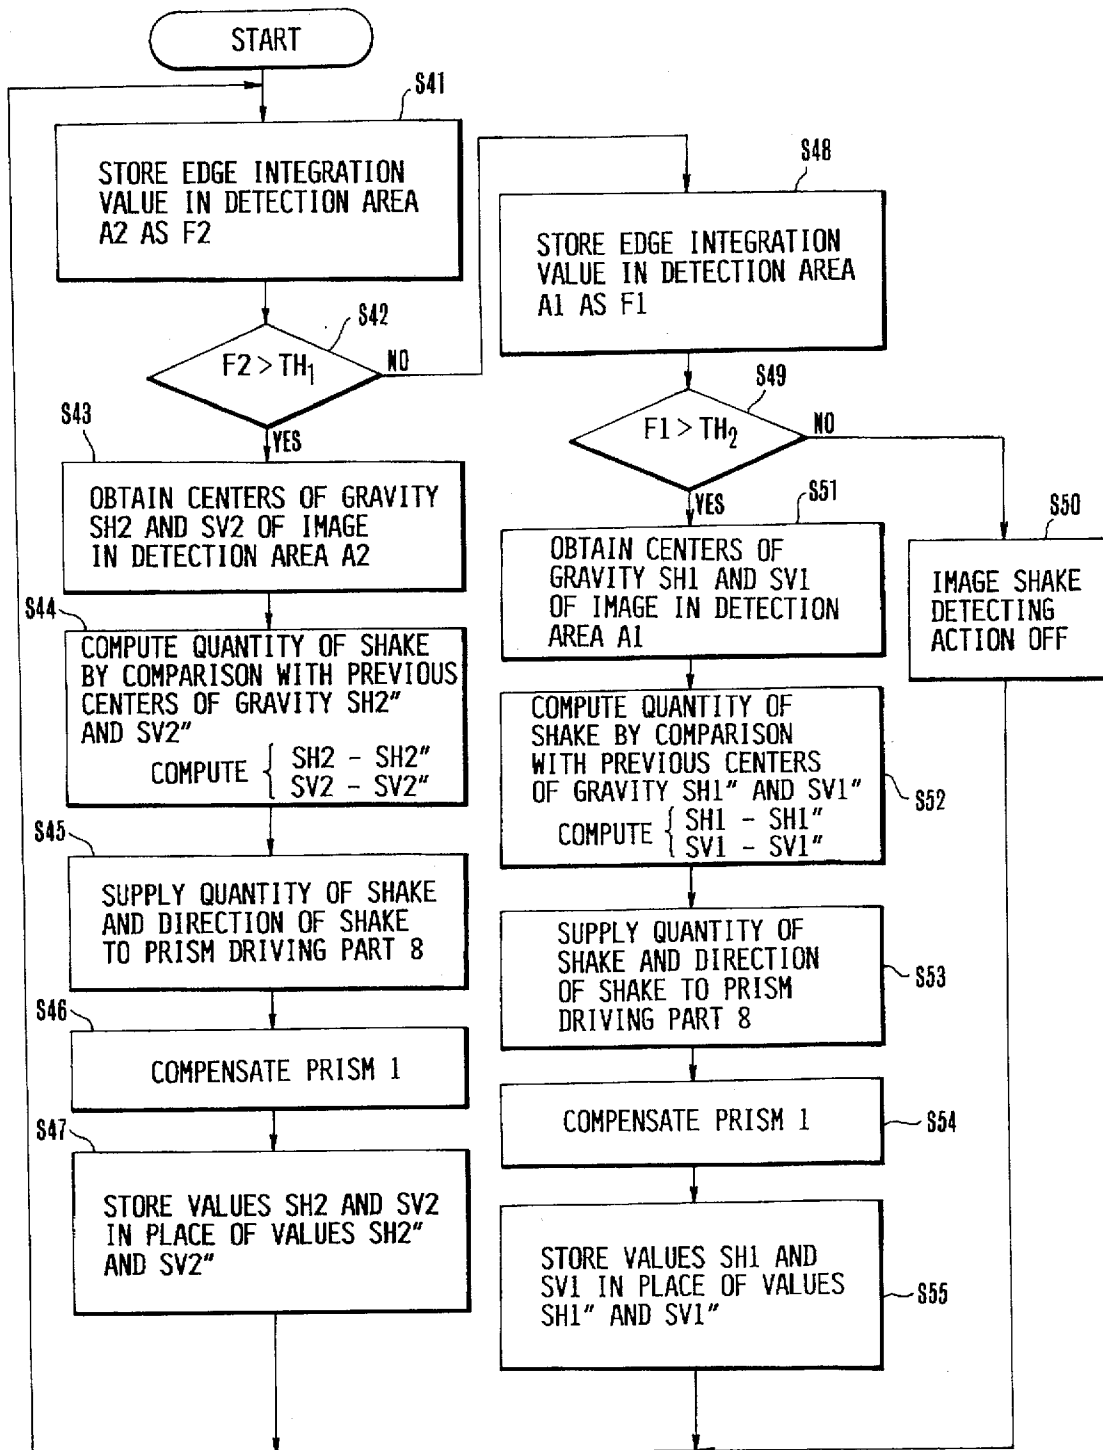 START
S41
STORE EDGE INTEGRATION
VALUE IN DETECTION AREA
A2 AS F2
S42
F2 > TH1
NO
YES
S43
OBTAIN CENTERS OF GRAVITY
SH2 AND SV2 OF IMAGE
IN DETECTION AREA A2
S44
COMPUTE QUANTITY OF SHAKE
BY COMPARISON WITH PREVIOUS
CENTERS OF GRAVITY SH2″
AND SV2″
COMPUTE { SH2 - SH2″
SV2 - SV2″
S45
SUPPLY QUANTITY OF SHAKE
AND DIRECTION OF SHAKE
TO PRISM DRIVING PART 8
S46
COMPENSATE PRISM 1
S47
STORE VALUES SH2 AND SV2
IN PLACE OF VALUES SH2″
AND SV2″
S48
STORE EDGE INTEGRATION
VALUE IN DETECTION AREA
A1 AS F1
S49
F1 > TH2
NO
YES
S50
IMAGE SHAKE
DETECTING
ACTION OFF
S51
OBTAIN CENTERS OF
GRAVITY SH1 AND SV1
OF IMAGE IN DETECTION
AREA A1
COMPUTE QUANTITY OF
SHAKE BY COMPARISON
WITH PREVIOUS CENTERS
OF GRAVITY SH1″ AND SV1″
COMPUTE { SH1 - SH1″
SV1 - SV1″
S52
SUPPLY QUANTITY OF
SHAKE AND DIRECTION
OF SHAKE TO PRISM
DRIVING PART 8
S53
COMPENSATE PRISM 1
S54
STORE VALUES SH1 AND
SV1 IN PLACE OF VALUES
SH1″ AND SV1″
S55